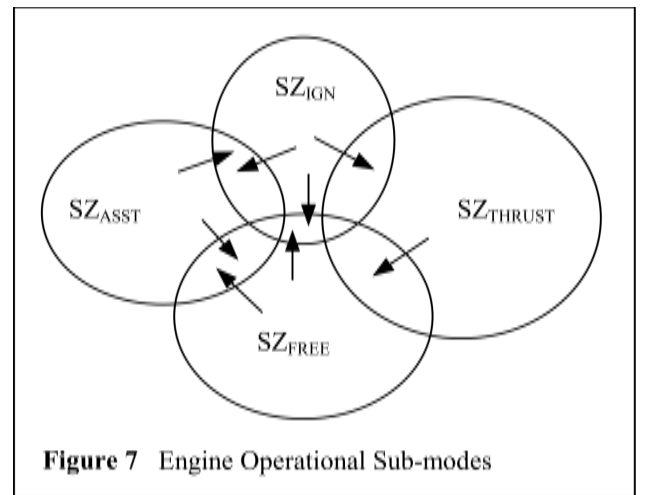 SZIGN
SZASST
SZTHRUST
SZFREE
Figure 7 Engine Operational Sub-modes